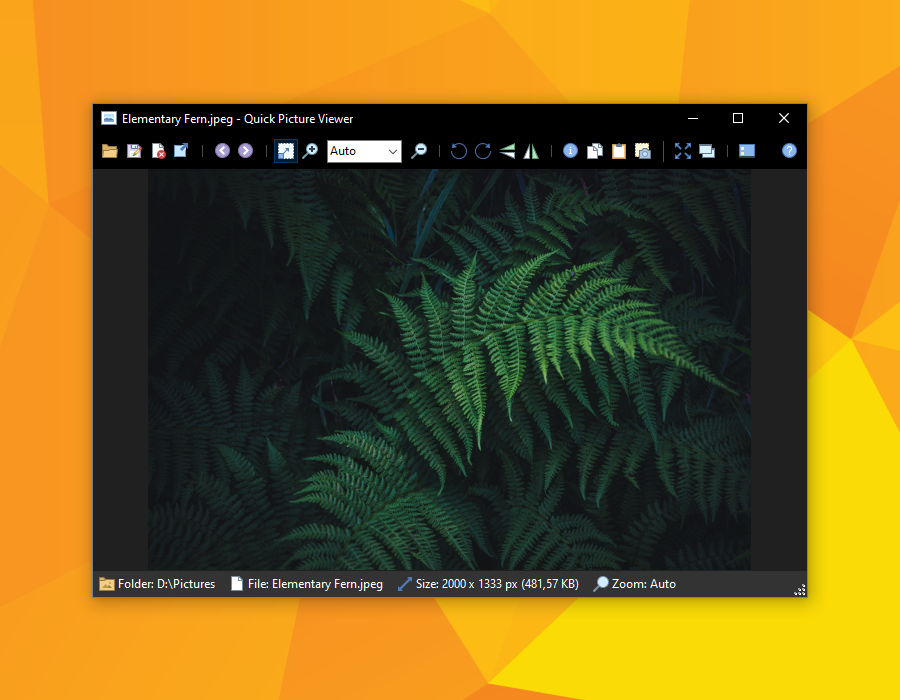 Elementary Fern.jpeg - Quick Picture Viewer
Auto
Folder: D:\Pictures File: Elementary Fern.jpeg Size: 2000 x 1333 px (481,57 KB) Zoom: Auto